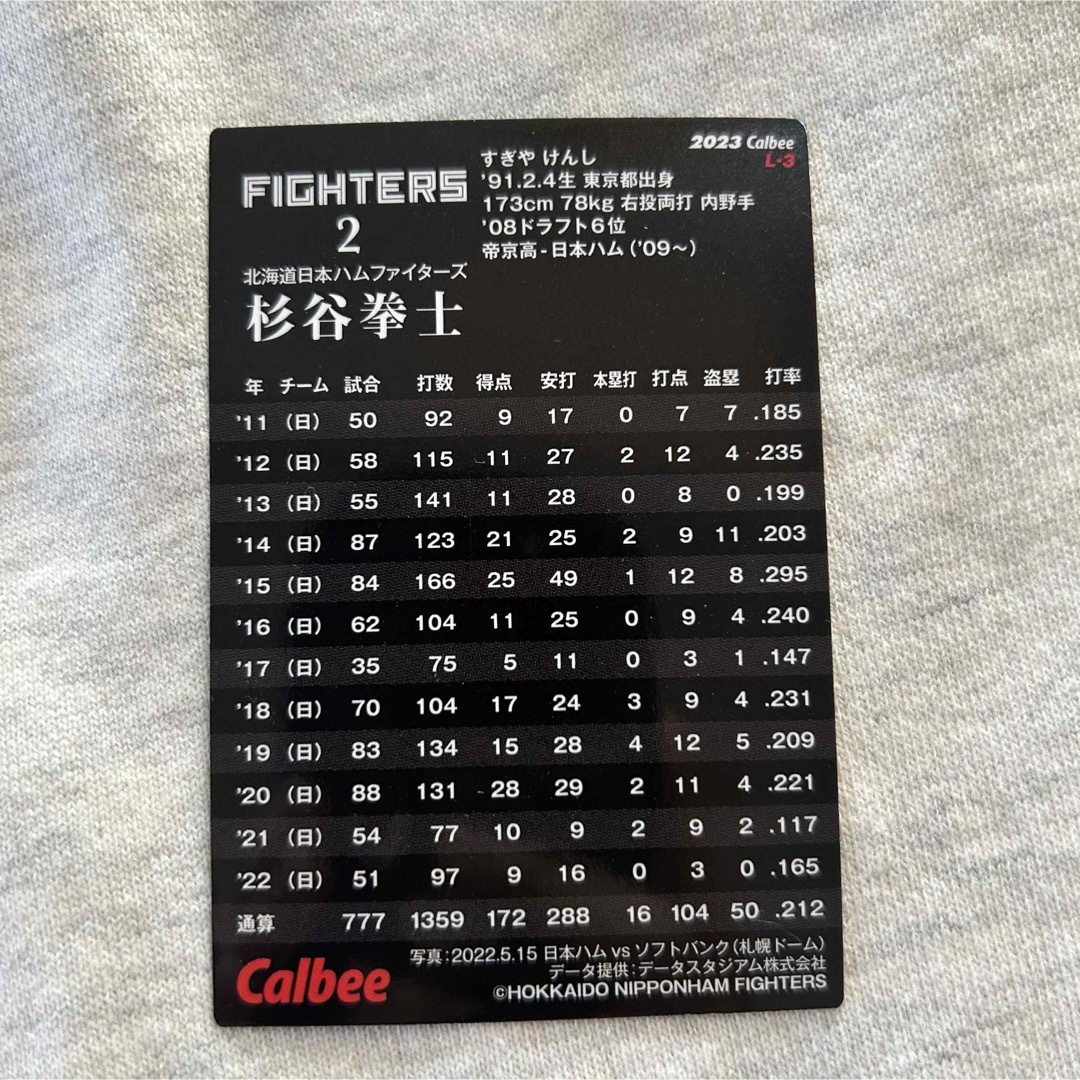 2023 Calbee
L-3
FIGHTERS
2
北海道日本ハムファイターズ
杉谷拳士
すぎや けんし
'91.2.4生 東京都出身
173cm 78kg 右投両打 内野手
'08ドラフト6位
帝京高-日本ハム('09〜)
年 チーム 試合 打数 得点 安打 本塁打 打点 盗塁 打率
'11 (日) 50 92 9 17 0 7 7 .185
'12 (日) 58 115 11 27 2 12 4 .235
'13 (日) 55 141 11 28 0 8 0 .199
'14 (日) 87 123 21 25 2 9 11 .203
'15 (日) 84 166 25 49 1 12 8 .295
'16 (日) 62 104 11 25 0 9 4 .240
'17 (日) 35 75 5 11 0 3 1 .147
'18 (日) 70 104 17 24 3 9 4 .231
'19 (日) 83 134 15 28 4 12 5 .209
'20 (日) 88 131 28 29 2 11 4 .221
'21 (日) 54 77 10 9 2 9 2 .117
'22 (日) 51 97 9 16 0 3 0 .165
通算 777 1359 172 288 16 104 50 .212
Calbee
写真:2022.5.15 日本ハム vs ソフトバンク(札幌ドーム)
データ提供:データスタジアム株式会社
©HOKKAIDO NIPPONHAM FIGHTERS